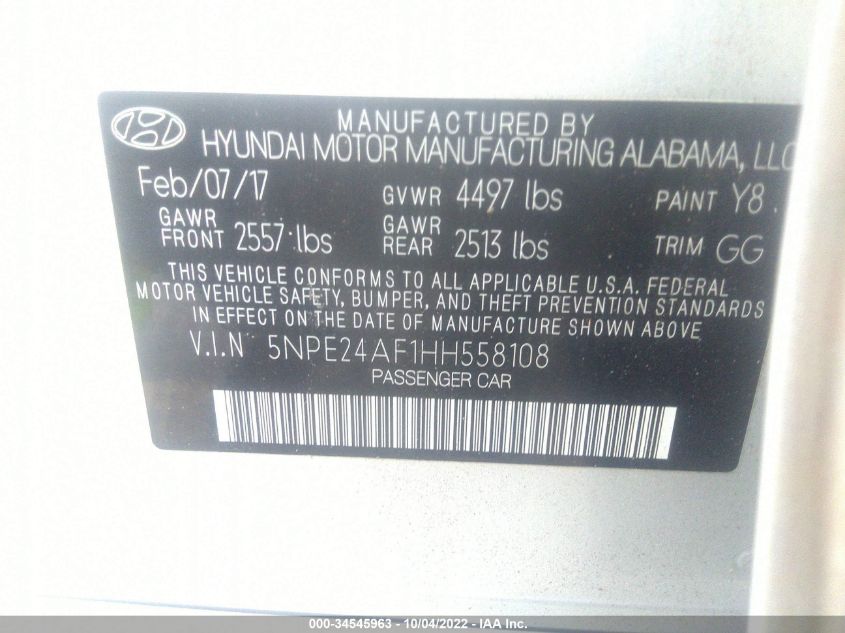 MANUFACTURED BY
HYUNDAI MOTOR MANUFACTURING ALABAMA, LLC
Feb/07/17 GVWR 4497 lbs PAINT Y8
GAWR FRONT 2557 lbs GAWR REAR 2513 lbs TRIM GG
THIS VEHICLE CONFORMS TO ALL APPLICABLE U.S.A. FEDERAL
MOTOR VEHICLE SAFETY, BUMPER, AND THEFT PREVENTION STANDARDS
IN EFFECT ON THE DATE OF MANUFACTURE SHOWN ABOVE
V.I.N 5NPE24AF1HH558108
PASSENGER CAR
000-34545963 - 10/04/2022 - IAA Inc.